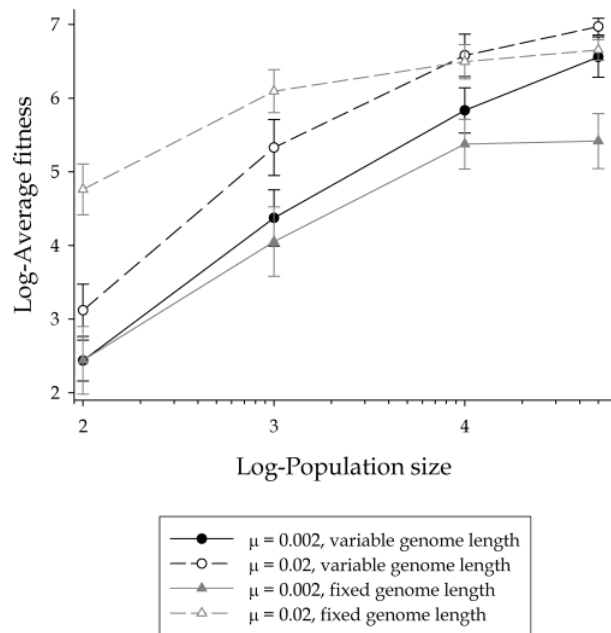 7
6
5
4
3
2
Log-Average fitness
2
3
4
Log-Population size
μ = 0.002, variable genome length
μ = 0.02, variable genome length
μ = 0.002, fixed genome length
μ = 0.02, fixed genome length